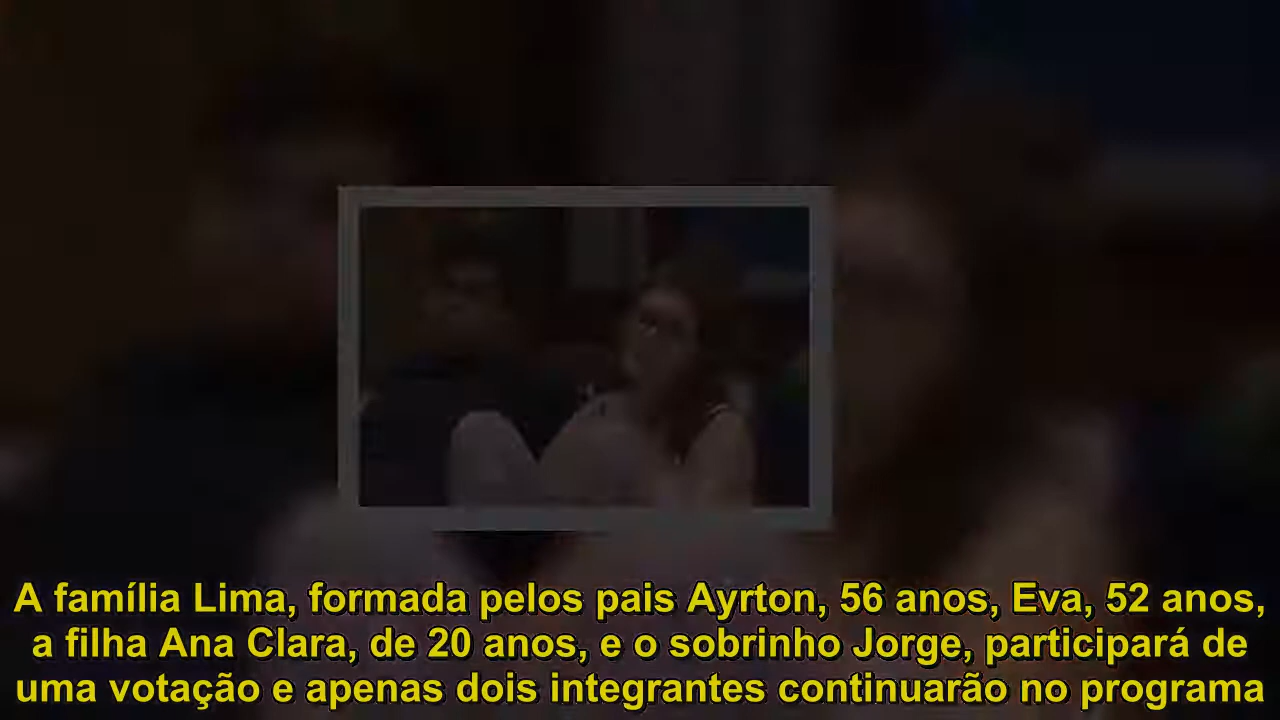 A família Lima, formada pelos pais Ayrton, 56 anos, Eva, 52 anos,
a filha Ana Clara, de 20 anos, e o sobrinho Jorge, participará de
uma votação e apenas dois integrantes continuarão no programa